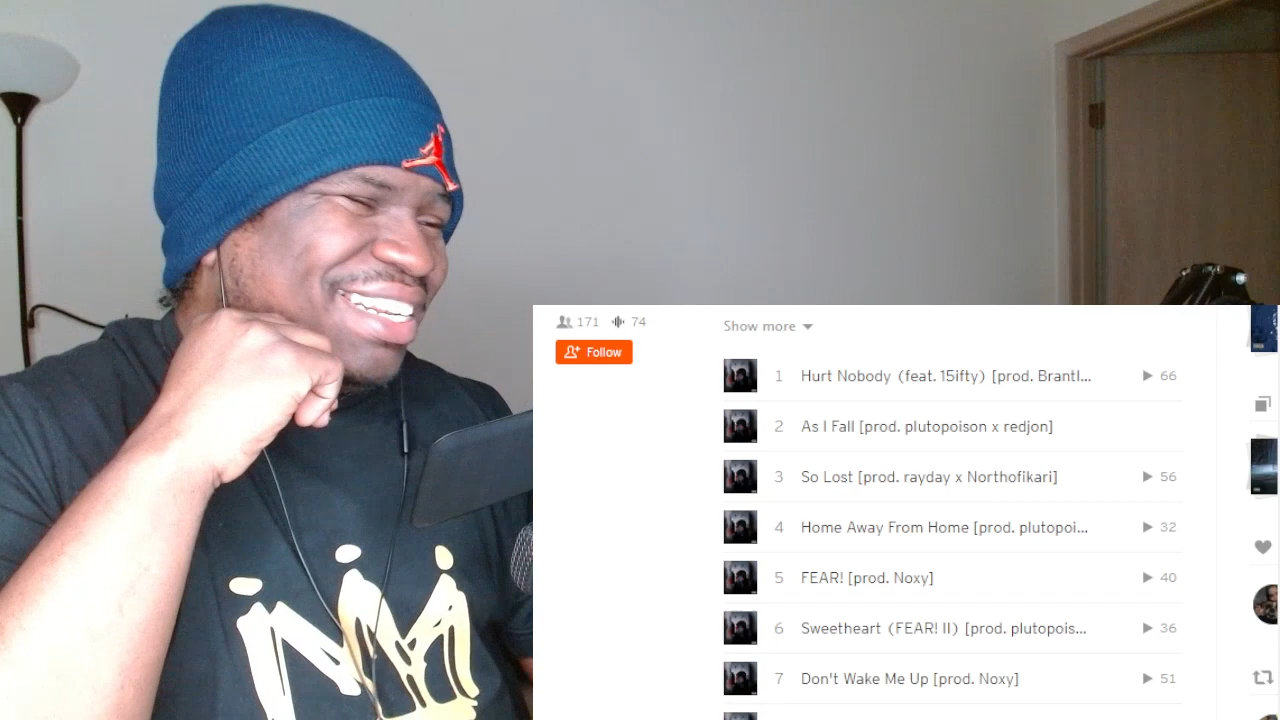 171 74
Follow
Show more
1 Hurt Nobody (feat. 15ifty) [prod. Brantl... 66
2 As I Fall [prod. plutopoison x redjon]
3 So Lost [prod. rayday x Northofikari] 56
4 Home Away From Home [prod. plutopoi... 32
5 FEAR! [prod. Noxy] 40
6 Sweetheart (FEAR! II) [prod. plutopois... 36
7 Don't Wake Me Up [prod. Noxy] 51